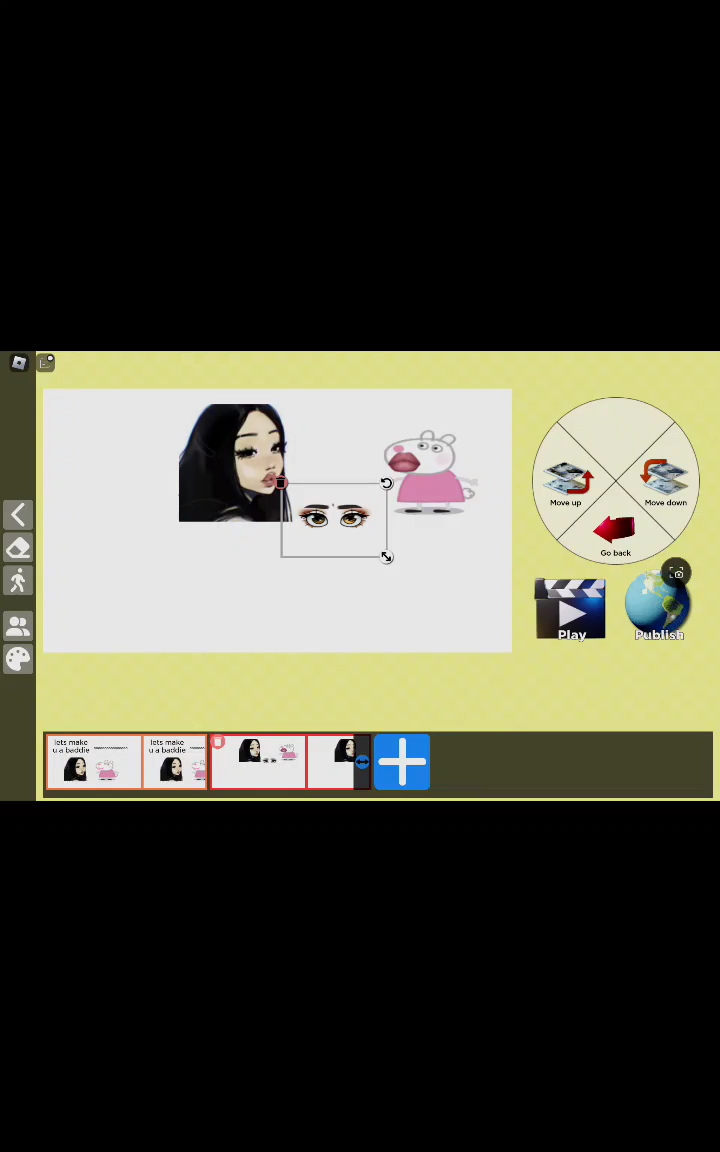 Move up
Move down
Go back
Play
Publish
lets make
u a baddie
lets make
u a baddie